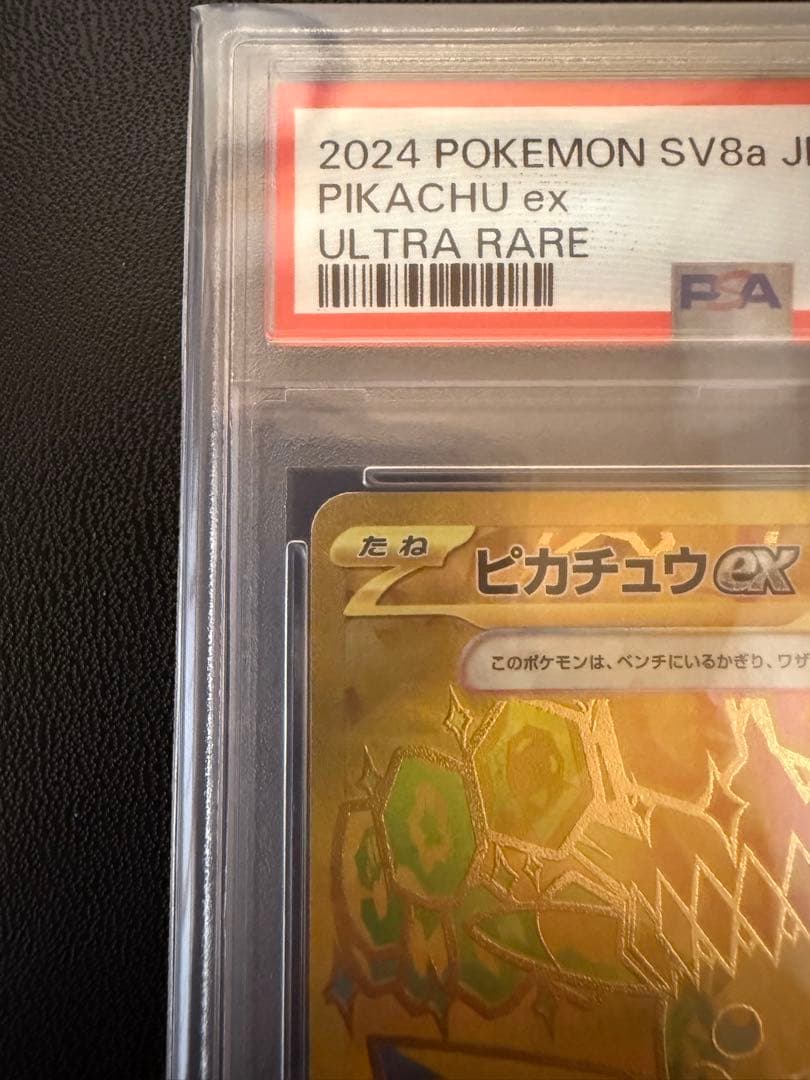 2024 POKEMON SV8a
PIKACHU ex
ULTRA RARE
PSA
たね
ピカチュウex
このポケモンは、ベンチにいるかぎり、ワザ